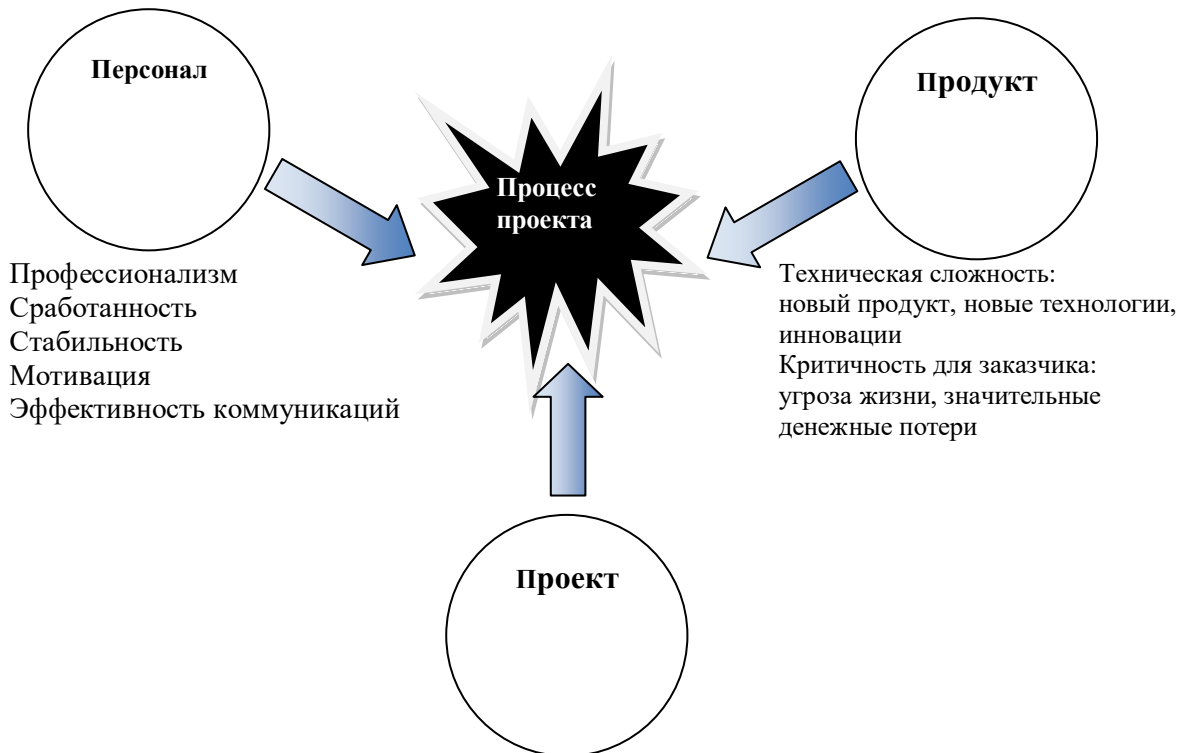 Персонал
Продукт
Процесс
проекта
Профессионализм
Сработанность
Стабильность
Мотивация
Эффективность коммуникаций
Техническая сложность:
новый продукт, новые технологии,
инновации
Критичность для заказчика:
угроза жизни, значительные
денежные потери
Проект